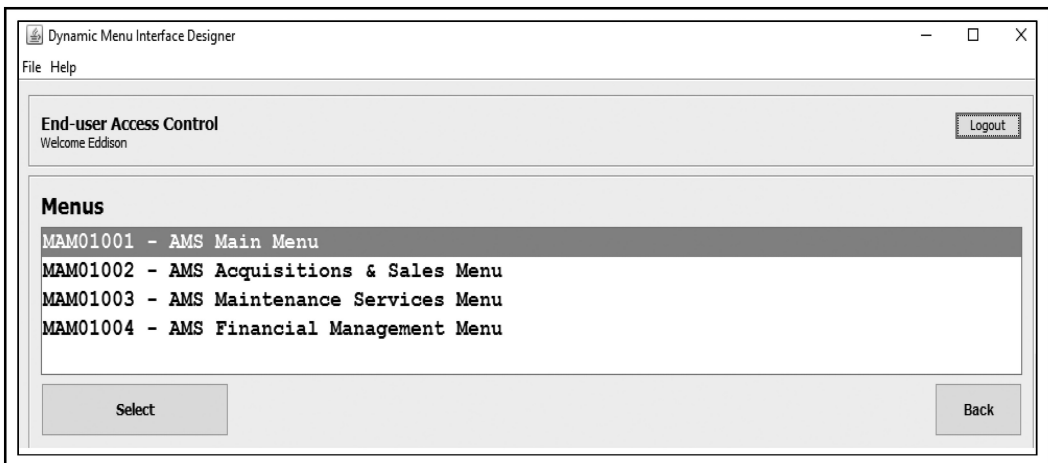 Dynamic Menu Interface Designer
File Help
End-user Access Control
Logout
Welcome Eddison
Menus
MAM01001 - AMS Main Menu
MAM01002 - AMS Acquisitions & Sales Menu
MAM01003 - AMS Maintenance Services Menu
MAM01004 - AMS Financial Management Menu
Select Back